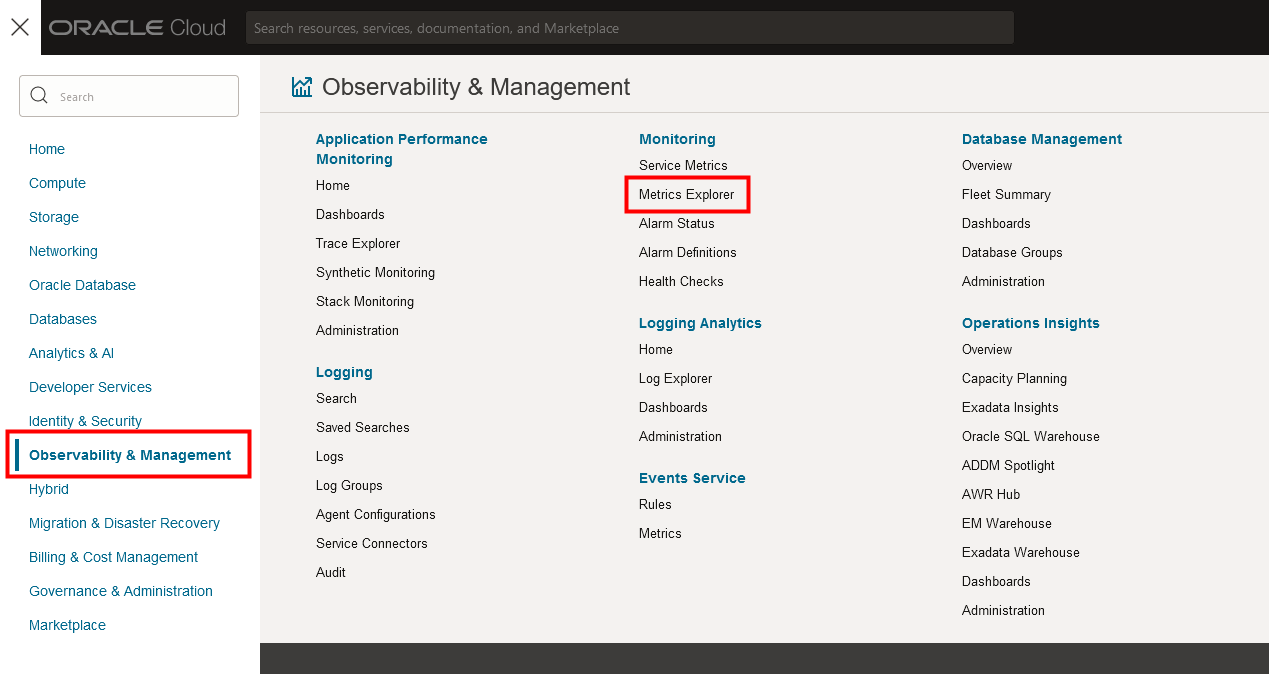 ORACLE Cloud
Search resources, services, documentation, and Marketplace
Search
Home
Compute
Storage
Networking
Oracle Database
Databases
Analytics & AI
Developer Services
Identity & Security
Observability & Management
Hybrid
Migration & Disaster Recovery
Billing & Cost Management
Governance & Administration
Marketplace
Observability & Management
Application Performance
Monitoring
Home
Dashboards
Trace Explorer
Synthetic Monitoring
Stack Monitoring
Administration
Logging
Search
Saved Searches
Logs
Log Groups
Agent Configurations
Service Connectors
Audit
Monitoring
Service Metrics
Metrics Explorer
Alarm Status
Alarm Definitions
Health Checks
Logging Analytics
Home
Log Explorer
Dashboards
Administration
Events Service
Rules
Metrics
Database Management
Overview
Fleet Summary
Dashboards
Database Groups
Administration
Operations Insights
Overview
Capacity Planning
Exadata Insights
Oracle SQL Warehouse
ADDM Spotlight
AWR Hub
EM Warehouse
Exadata Warehouse
Dashboards
Administration